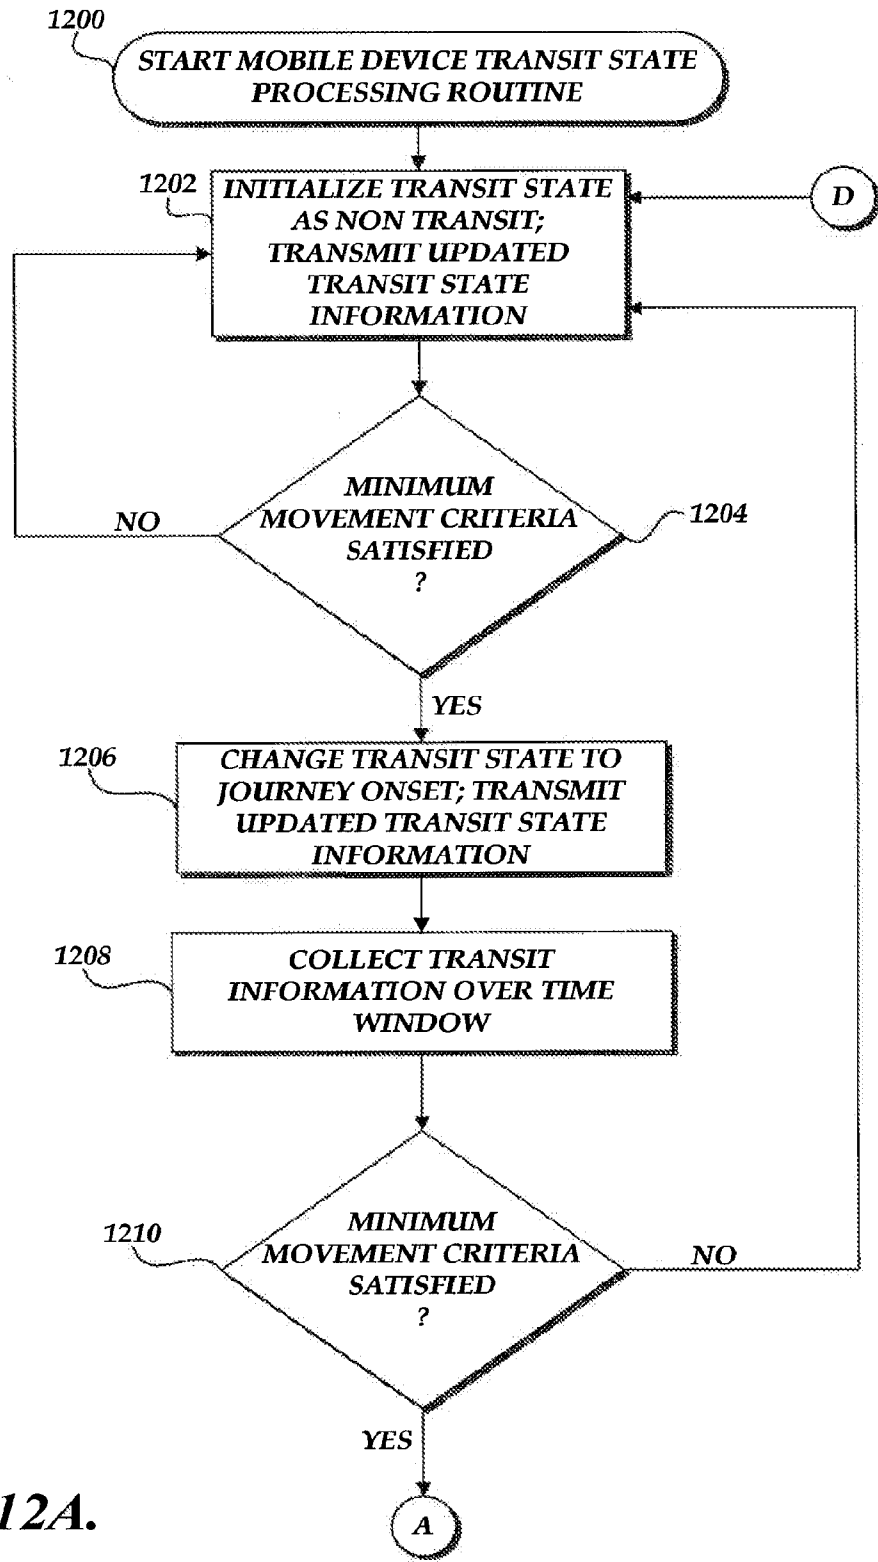 1200
START MOBILE DEVICE TRANSIT STATE
PROCESSING ROUTINE
1202
INITIALIZE TRANSIT STATE
AS NON TRANSIT;
TRANSMIT UPDATED
TRANSIT STATE
INFORMATION
D
MINIMUM
MOVEMENT CRITERIA
SATISFIED
?
1204
NO
YES
1206
CHANGE TRANSIT STATE TO
JOURNEY ONSET; TRANSMIT
UPDATED TRANSIT STATE
INFORMATION
1208
COLLECT TRANSIT
INFORMATION OVER TIME
WINDOW
1210
MINIMUM
MOVEMENT CRITERIA
SATISFIED
?
NO
YES
A
12A.